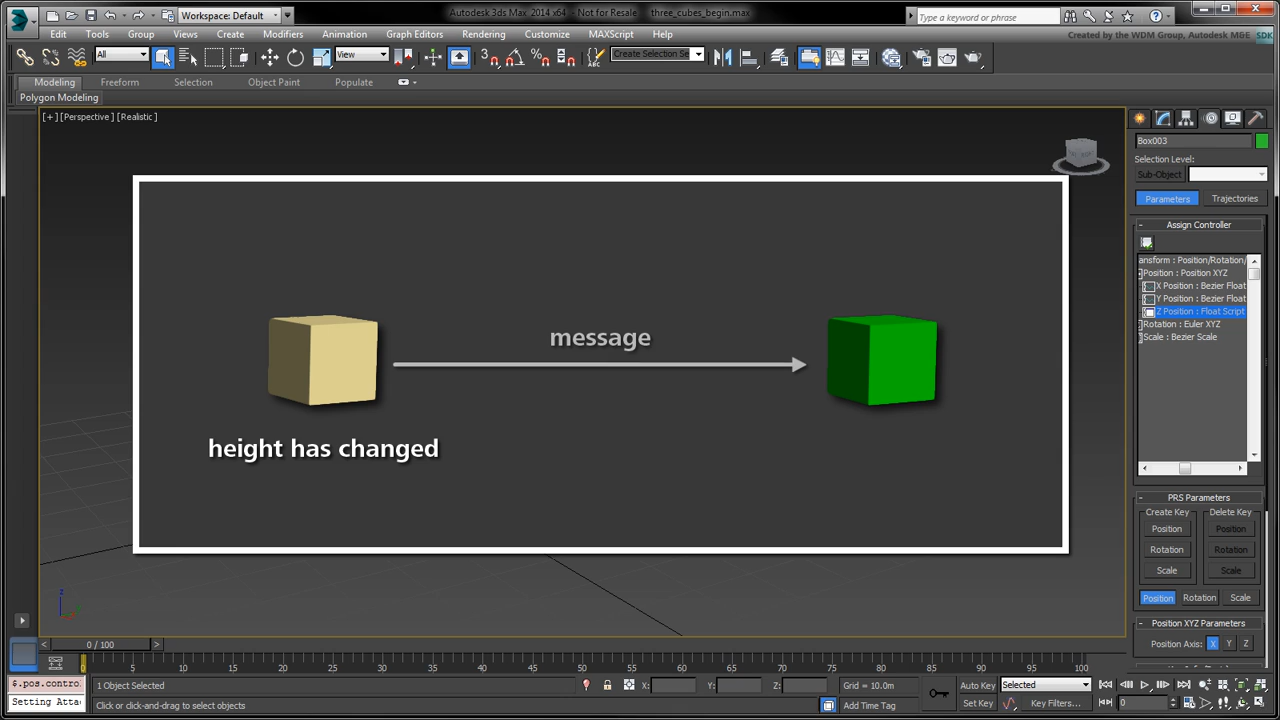 Workspace: Default
Autodesk 3ds Max 2014 x64 - Not for Resale three_cubes_begin.max
Type a keyword or phrase
Edit Tools Group Views Create Modifiers Animation Graph Editors Rendering Customize MAXScript Help
Created by the WDM Group, Autodesk M&E
SDK
All
View
Create Selection Se
Modeling Freeform Selection Object Paint Populate
Polygon Modeling
[+] [Perspective] [Realistic]
message
height has changed
Box003
Selection Level:
Sub-Object
Parameters Trajectories
- Assign Controller
ansform : Position/Rotation/
Position : Position XYZ
X Position : Bezier Float
Y Position : Bezier Float
Z Position : Float Script
Rotation : Euler XYZ
Scale : Bezier Scale
- PRS Parameters
Create Key Delete Key
Position Position
Rotation Rotation
Scale Scale
Position Rotation Scale
- Position XYZ Parameters
Position Axis: X Y Z
z
< 0 / 100 >
0 5 10 15 20 25 30 35 40 45 50 55 60 65 70 75 80 85 90 95 100
$.pos.contro
Setting Atta
1 Object Selected
X: Y: Z:
Grid = 10.0m
Click or click-and-drag to select objects
Add Time Tag
Auto Key Selected
Set Key Key Filters...
0